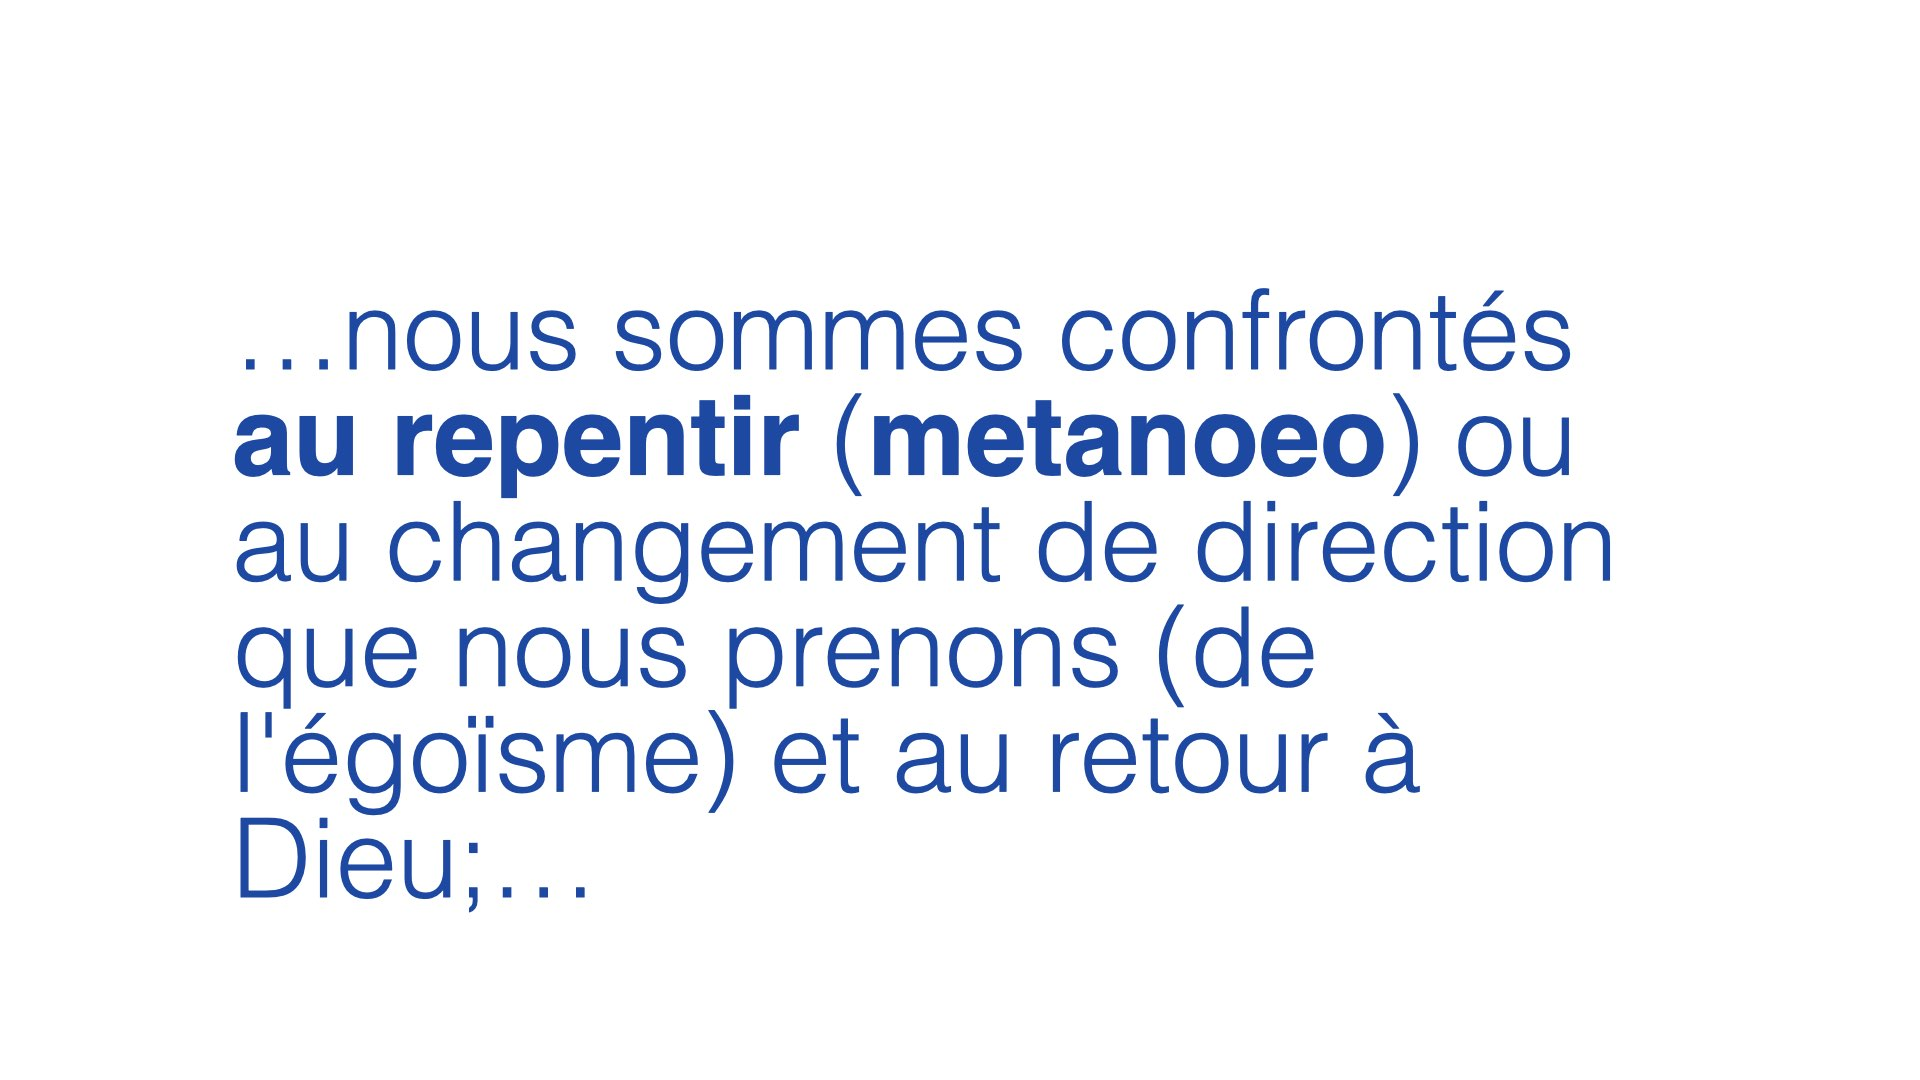 …nous sommes confrontés
au repentir (metanoeo) ou
au changement de direction
que nous prenons (de
l'égoïsme) et au retour à
Dieu;…